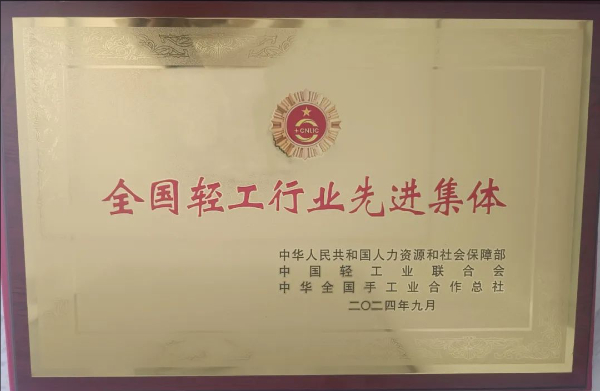 CNLIC
全国轻工行业先进集体
中华人民共和国人力资源和社会保障部
中国轻工业联合会
中华全国手工业合作总社
二〇二四年九月